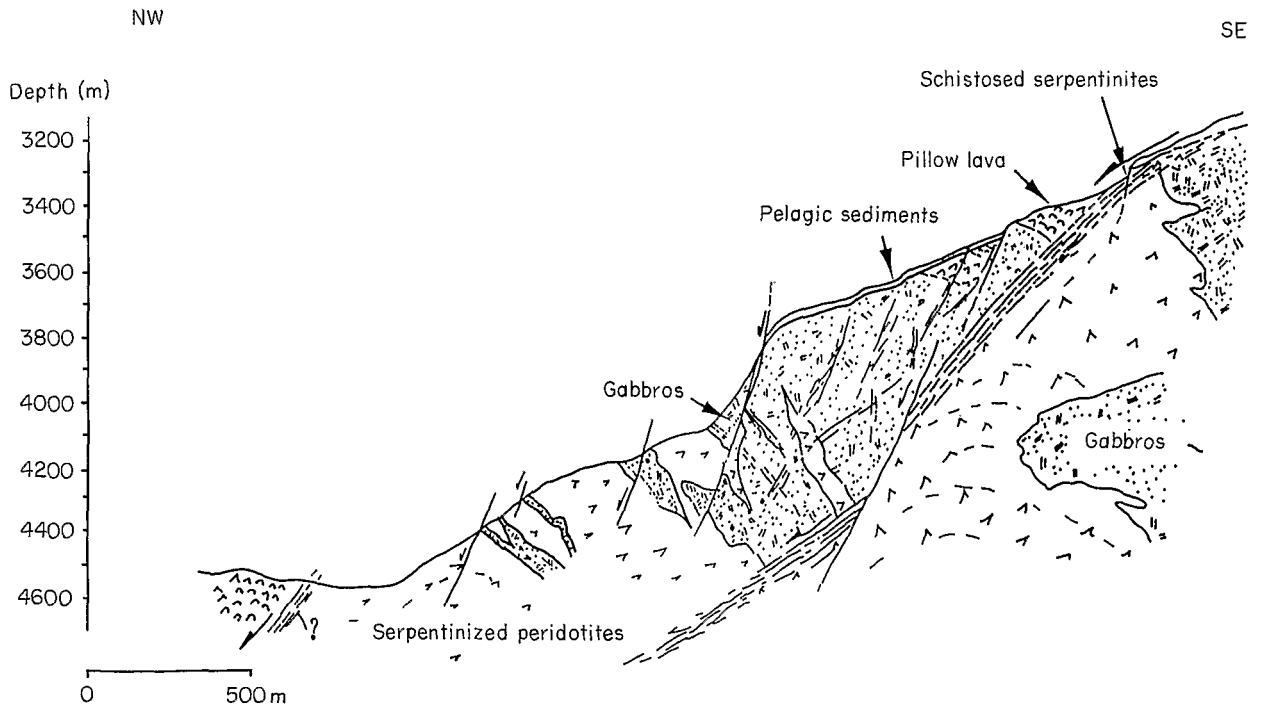 NW
SE
Depth (m)
Schistosed serpentinites
3200
Pillow lava
3400
Pelagic sediments
3600
3800
Gabbros
4000
Gabbros
4200
4400
4600
?
Serpentinized peridotites
0
500m